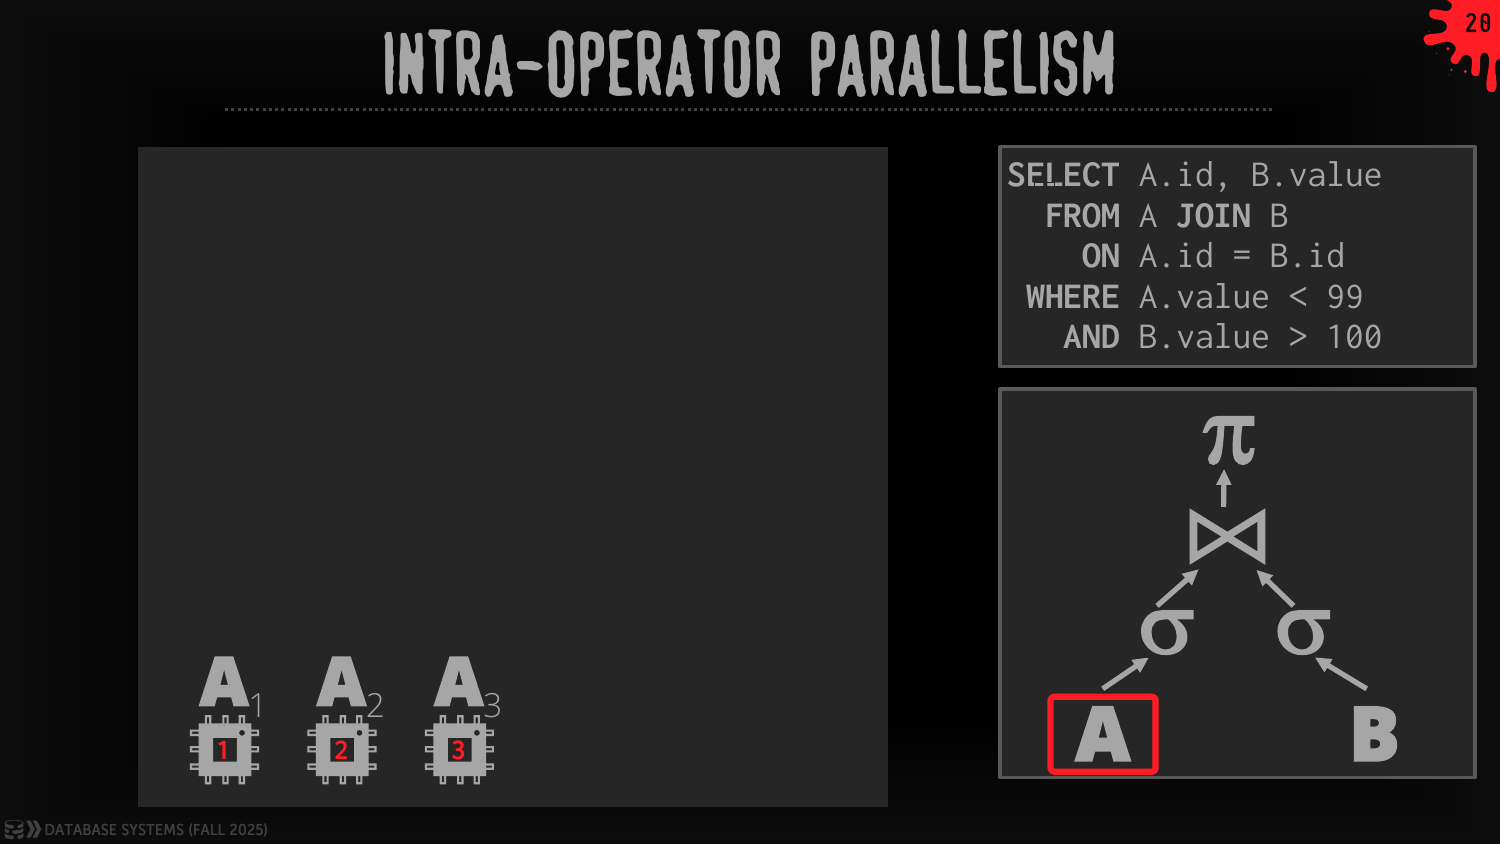 INTRA-OPERATOR PARALLELISM
20
SELECT A.id, B.value
FROM A JOIN B
ON A.id = B.id
WHERE A.value < 99
AND B.value > 100
π
⋈
σ σ
A B
A1 A2 A3
1 2 3
DATABASE SYSTEMS (FALL 2025)